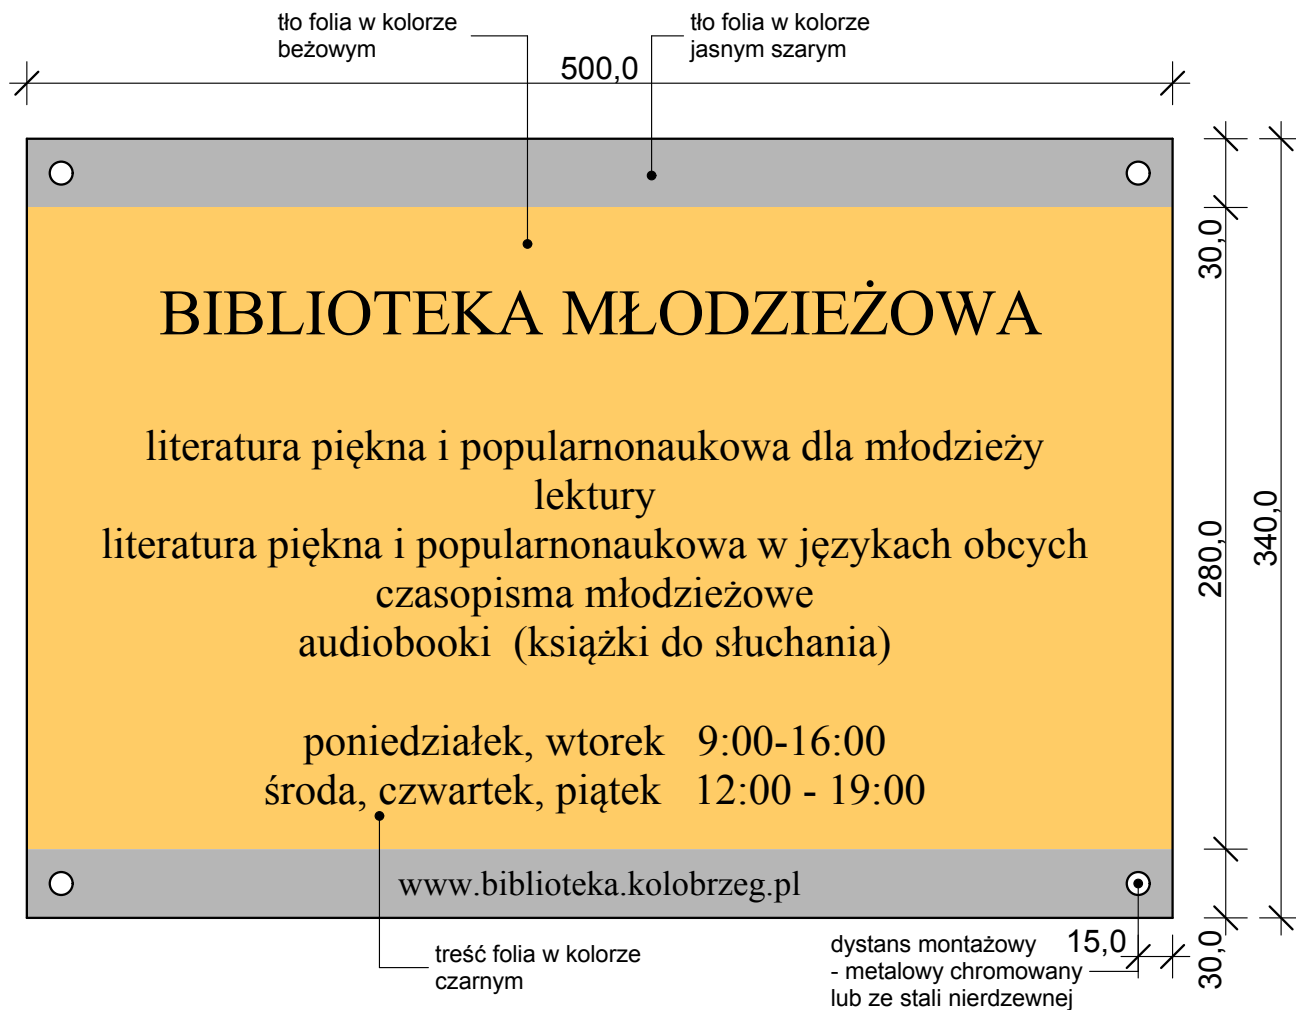 tło folia w kolorze
beżowym
tło folia w kolorze
jasnym szarym
500,0
30,0
BIBLIOTEKA MŁODZIEŻOWA
literatura piękna i popularnonaukowa dla młodzieży
lektury
literatura piękna i popularnonaukowa w językach obcych
czasopisma młodzieżowe
audiobooki (książki do słuchania)
280,0
340,0
poniedziałek, wtorek 9:00-16:00
środa, czwartek, piątek 12:00 - 19:00
www.biblioteka.kolobrzeg.pl
treść folia w kolorze
czarnym
dystans montażowy
- metalowy chromowany
lub ze stali nierdzewnej
15,0
30,0